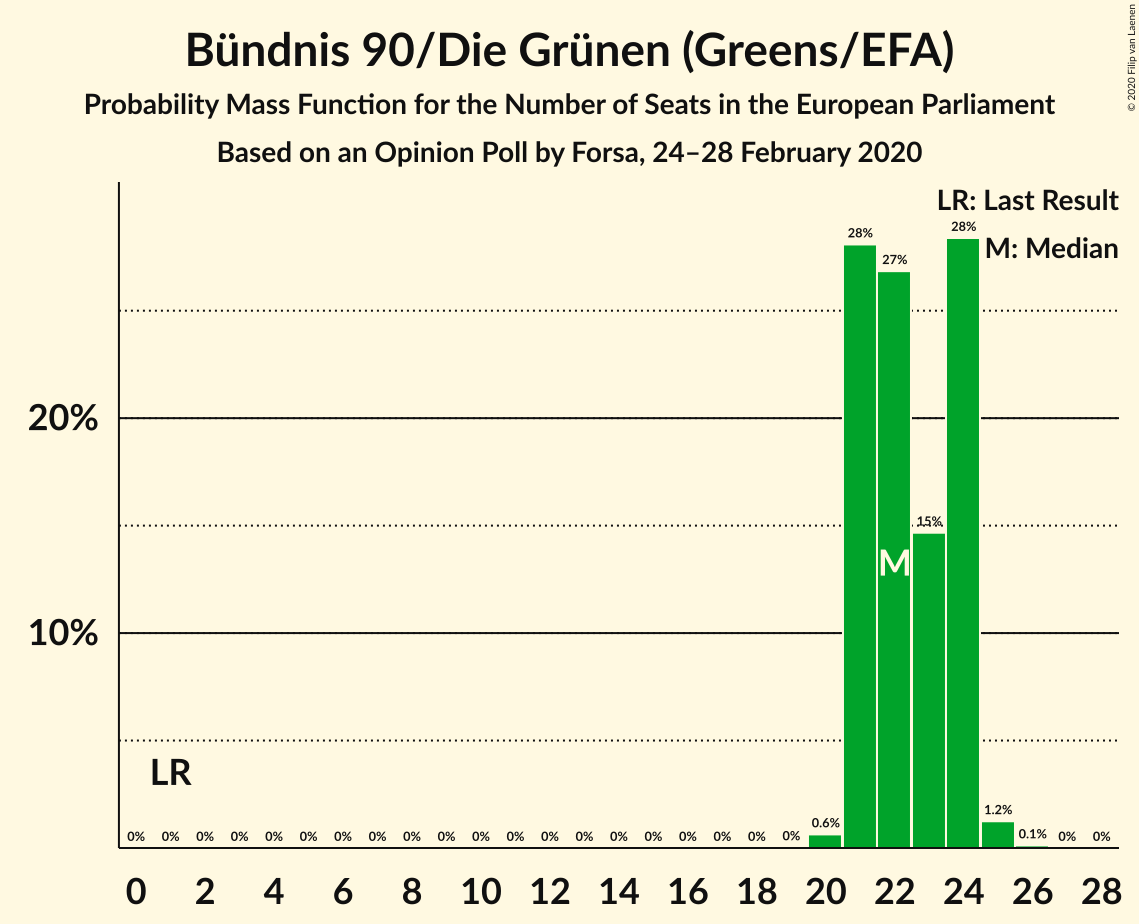 Bündnis 90/Die Grünen (Greens/EFA)
Probability Mass Function for the Number of Seats in the European Parliament
Based on an Opinion Poll by Forsa, 24–28 February 2020
© 2020 Filip van Laenen
LR: Last Result
M: Median
28% 27% 15% 28%
20%
10%
M
LR
0% 0% 0% 0% 0% 0% 0% 0% 0% 0% 0% 0% 0% 0% 0% 0% 0% 0% 0% 0% 0.6% 1.2% 0.1% 0% 0%
0 2 4 6 8 10 12 14 16 18 20 22 24 26 28